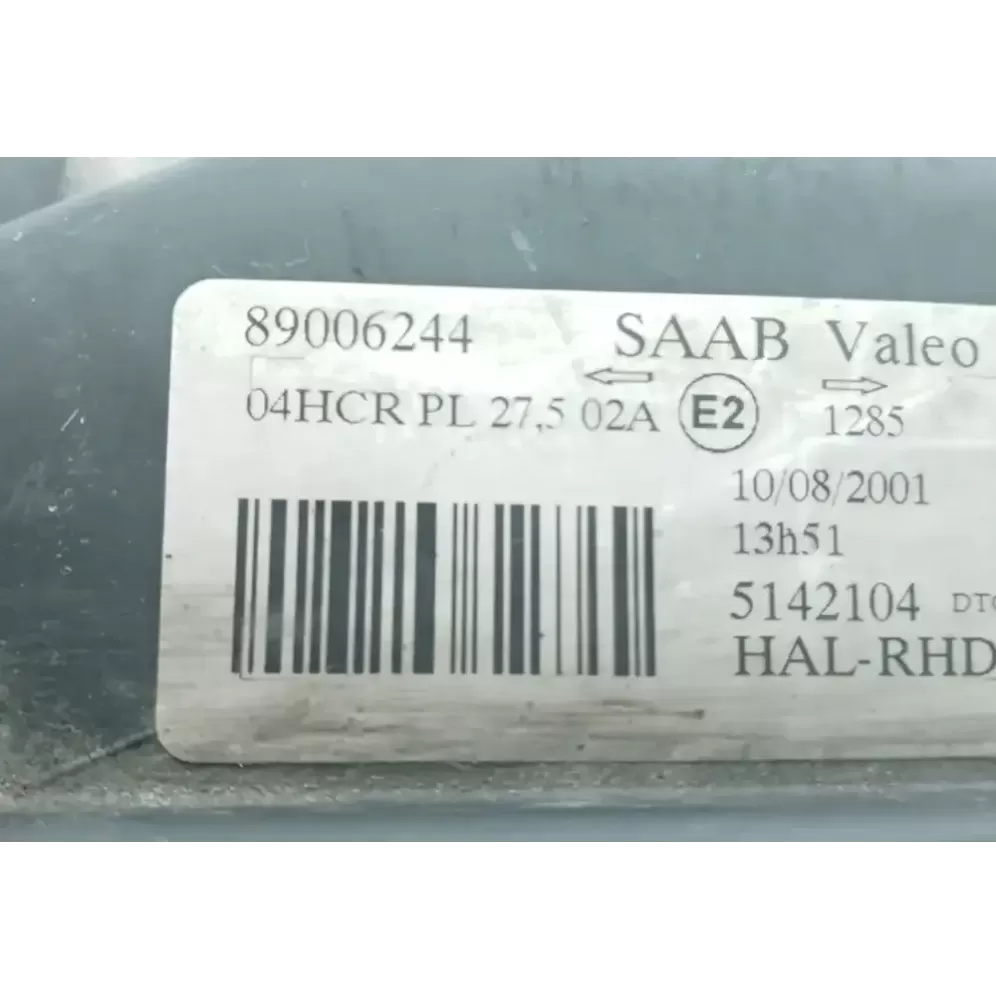 89006244 SAAB Valeo
04HCR PL 27,5 02A E2 1285
10/08/2001
13h51
5142104
HAL-RHD